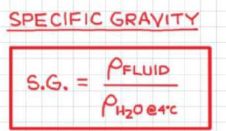 SPECIFIC GRAVITY
S.G. = ρFLUID / ρH₂O @4°C